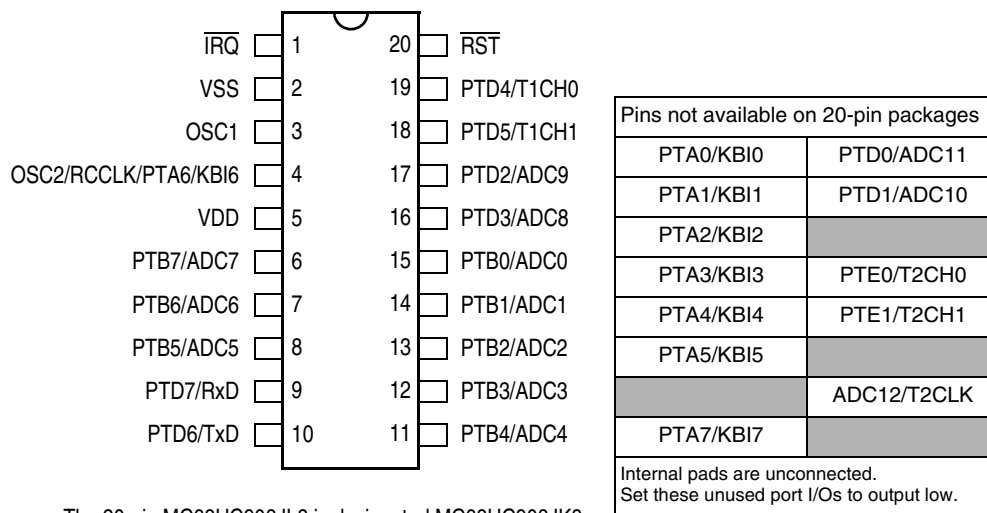 IRQ 1 20 RST
VSS 2 19 PTD4/T1CH0
OSC1 3 18 PTD5/T1CH1
OSC2/RCCLK/PTA6/KBI6 4 17 PTD2/ADC9
VDD 5 16 PTD3/ADC8
PTB7/ADC7 6 15 PTB0/ADC0
PTB6/ADC6 7 14 PTB1/ADC1
PTB5/ADC5 8 13 PTB2/ADC2
PTD7/RxD 9 12 PTB3/ADC3
PTD6/TxD 10 11 PTB4/ADC4
Pins not available on 20-pin packages
PTA0/KBI0 PTD0/ADC11
PTA1/KBI1 PTD1/ADC10
PTA2/KBI2
PTA3/KBI3 PTE0/T2CH0
PTA4/KBI4 PTE1/T2CH1
PTA5/KBI5
ADC12/T2CLK
PTA7/KBI7
Internal pads are unconnected.
Set these unused port I/Os to output low.